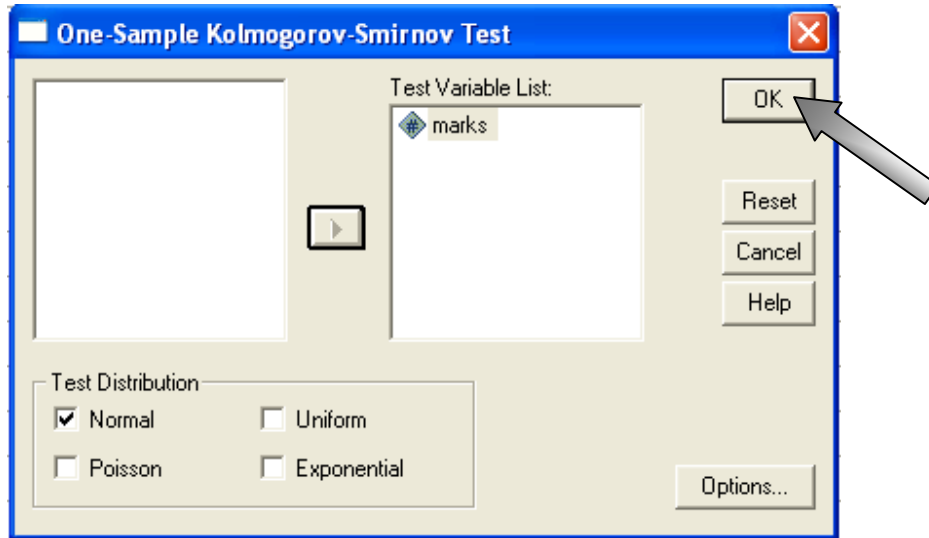 One-Sample Kolmogorov-Smirnov Test
Test Variable List:
# marks
OK
Reset
Cancel
Help
Test Distribution
Normal
Uniform
Poisson
Exponential
Options...